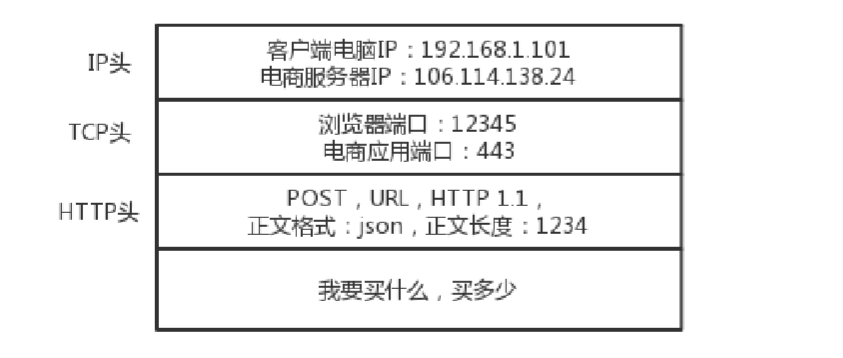 IP头
客户端电脑IP：192.168.1.101
电商服务器IP：106.114.138.24
TCP头
浏览器端口：12345
电商应用端口：443
HTTP头
POST，URL，HTTP 1.1，
正文格式：json，正文长度：1234
我要买什么，买多少